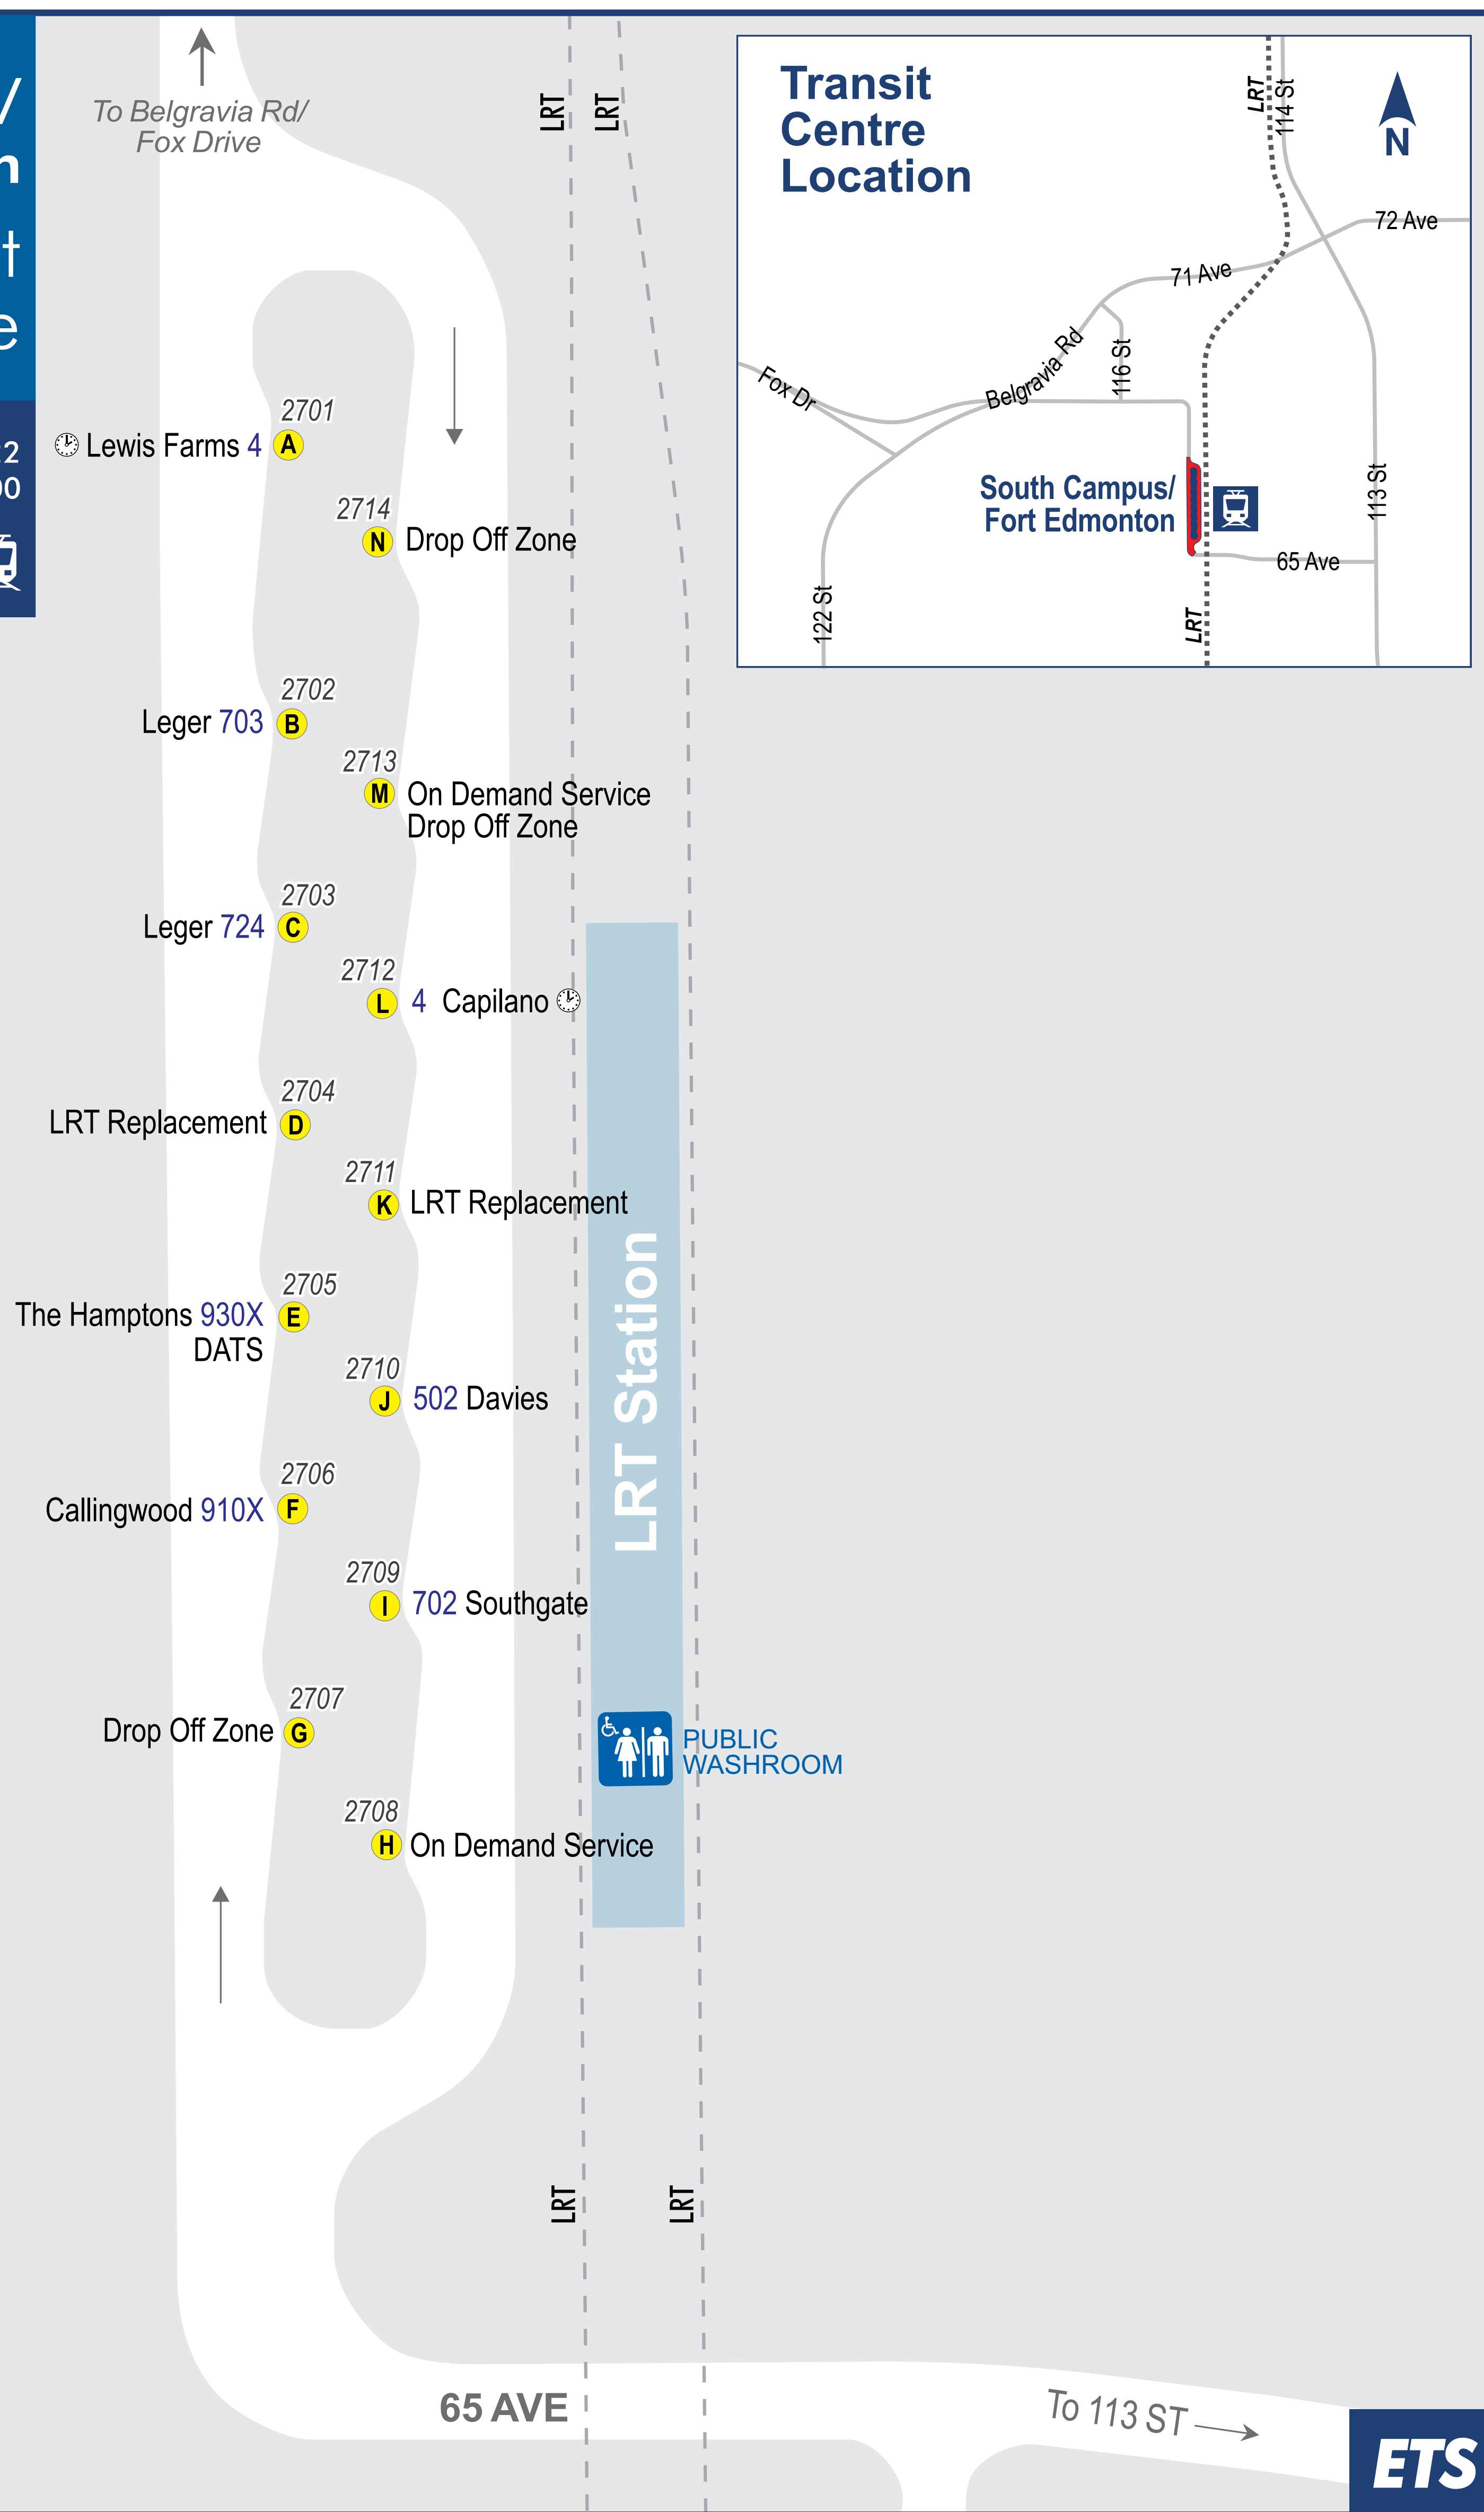 /
n
t
e
2
00
To Belgravia Rd/
Fox Drive
LRT
LRT
Transit
Centre
Location
LRT
114 St
N
72 Ave
71 Ave
Belgravia Rd
116 St
Fox Dr
South Campus/
Fort Edmonton
113 St
65 Ave
122 St
LRT
2701
Lewis Farms 4 A
2714
N Drop Off Zone
2702
Leger 703 B
2713
M On Demand Service
Drop Off Zone
2703
Leger 724 C
2712
L 4 Capilano
2704
LRT Replacement D
2711
K LRT Replacement
2705
The Hamptons 930X E
DATS
2710
J 502 Davies
2706
Callingwood 910X F
2709
I 702 Southgate
2707
Drop Off Zone G
2708
H On Demand Service
LRT Station
PUBLIC
WASHROOM
LRT
LRT
65 AVE
To 113 ST
ETS